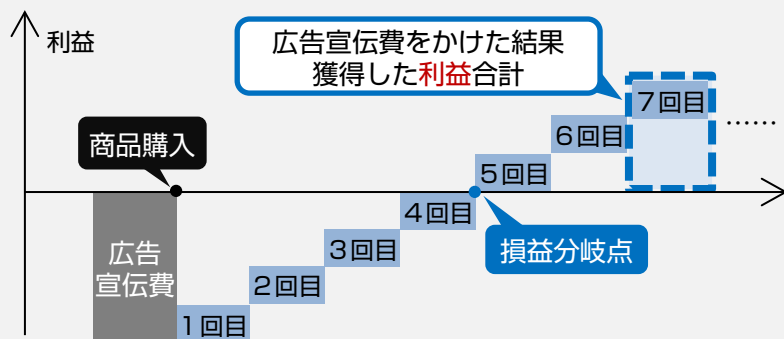 利益
広告宣伝費をかけた結果
獲得した利益合計
商品購入
広告
宣伝費
1回目
2回目
3回目
4回目
5回目
6回目
7回目
……
損益分岐点